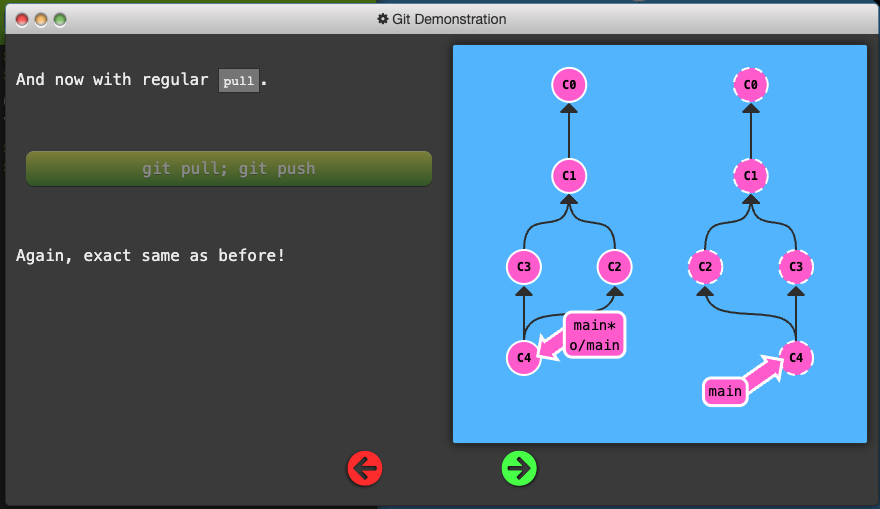 Git Demonstration
And now with regular pull.
git pull; git push
Again, exact same as before!
C0
C1
C3 C2
main*
o/main
C4
C0
C1
C2 C3
C4
main